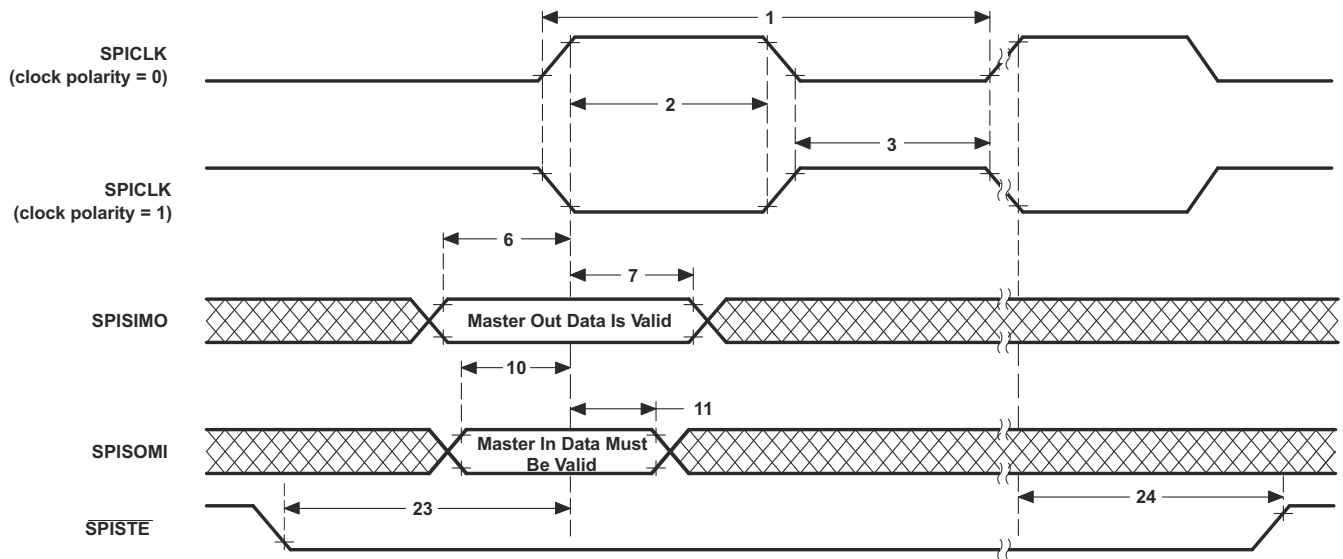 1
SPICLK
(clock polarity = 0)
2
3
SPICLK
(clock polarity = 1)
6
7
SPISIMO
Master Out Data Is Valid
10
11
SPISOMI
Master In Data Must
Be Valid
23
24
SPISTE